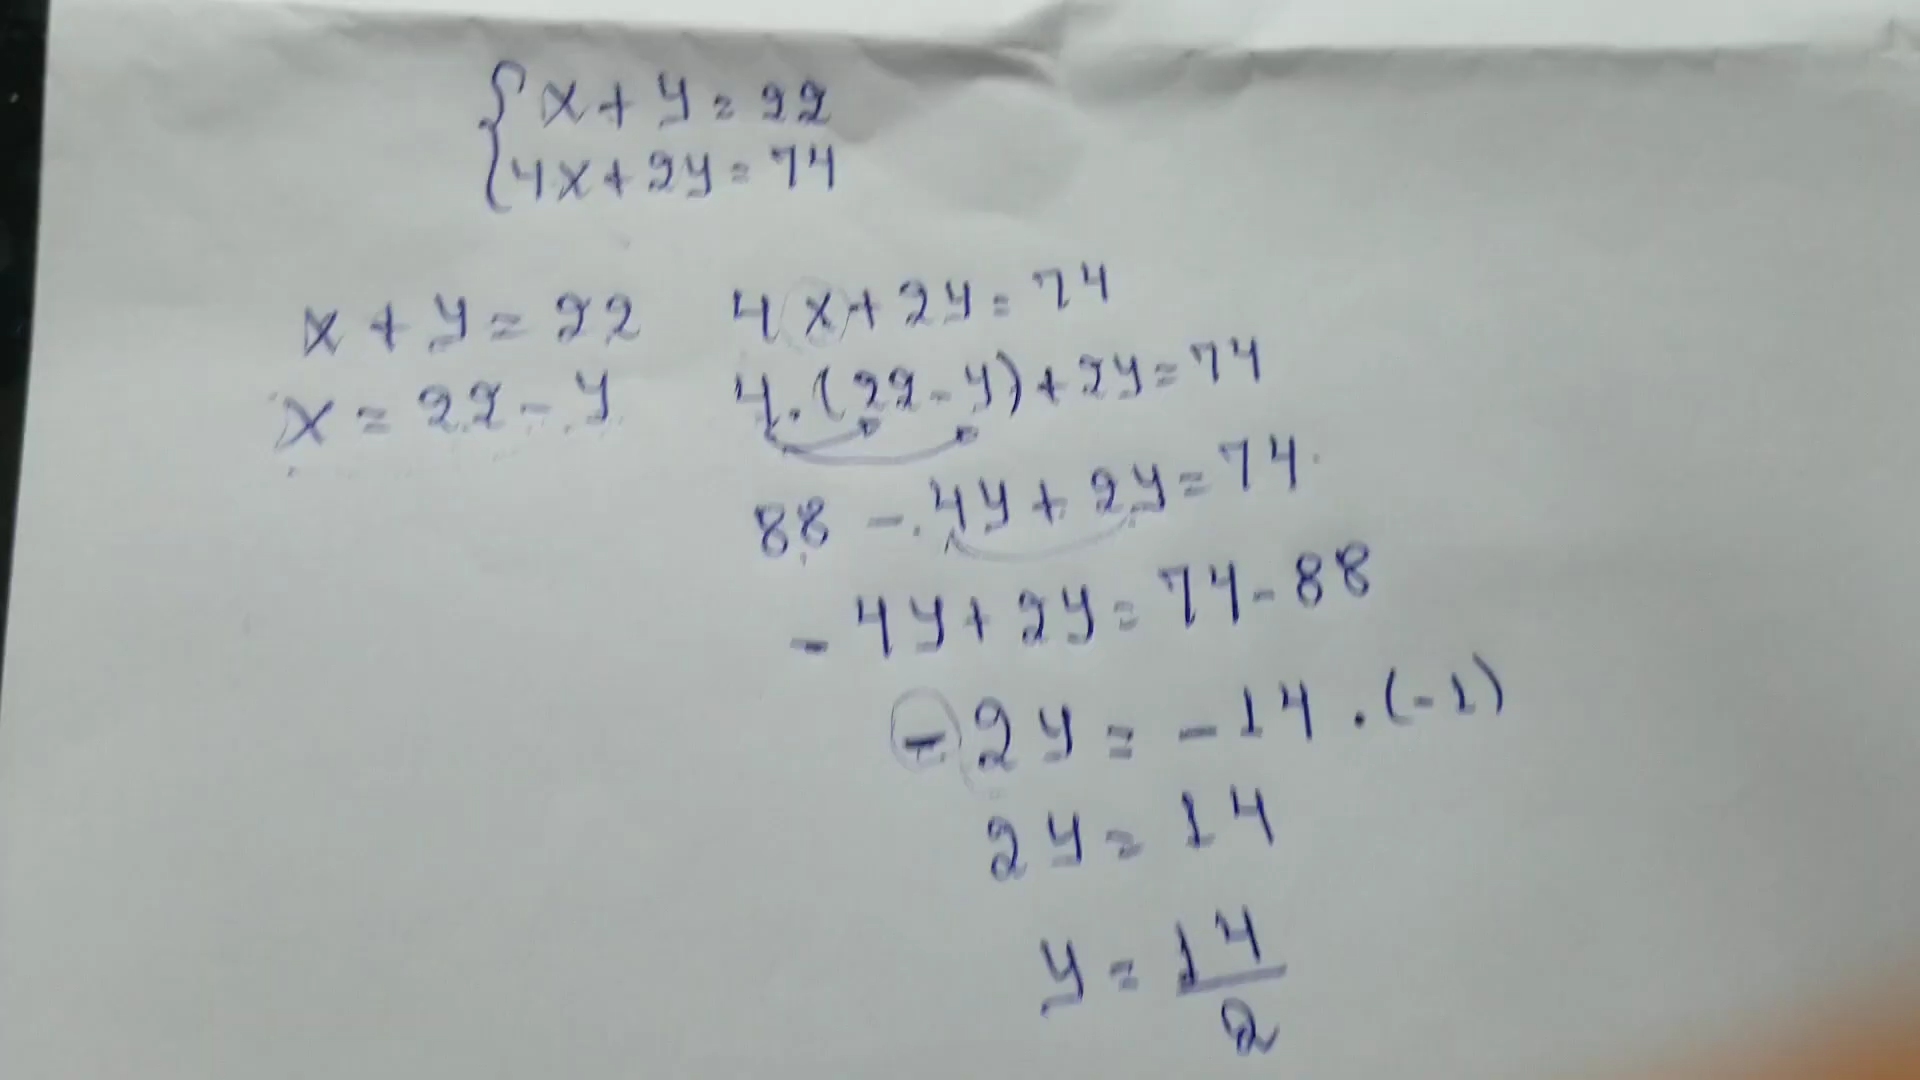 x + y = 22
4x + 2y = 74
x + y = 22
x = 22 - y
4x + 2y = 74
4.(22 - y) + 2y = 74
88 - 4y + 2y = 74
- 4y + 2y = 74 - 88
- 2y = - 14 .(-1)
2y = 14
y = 14/2